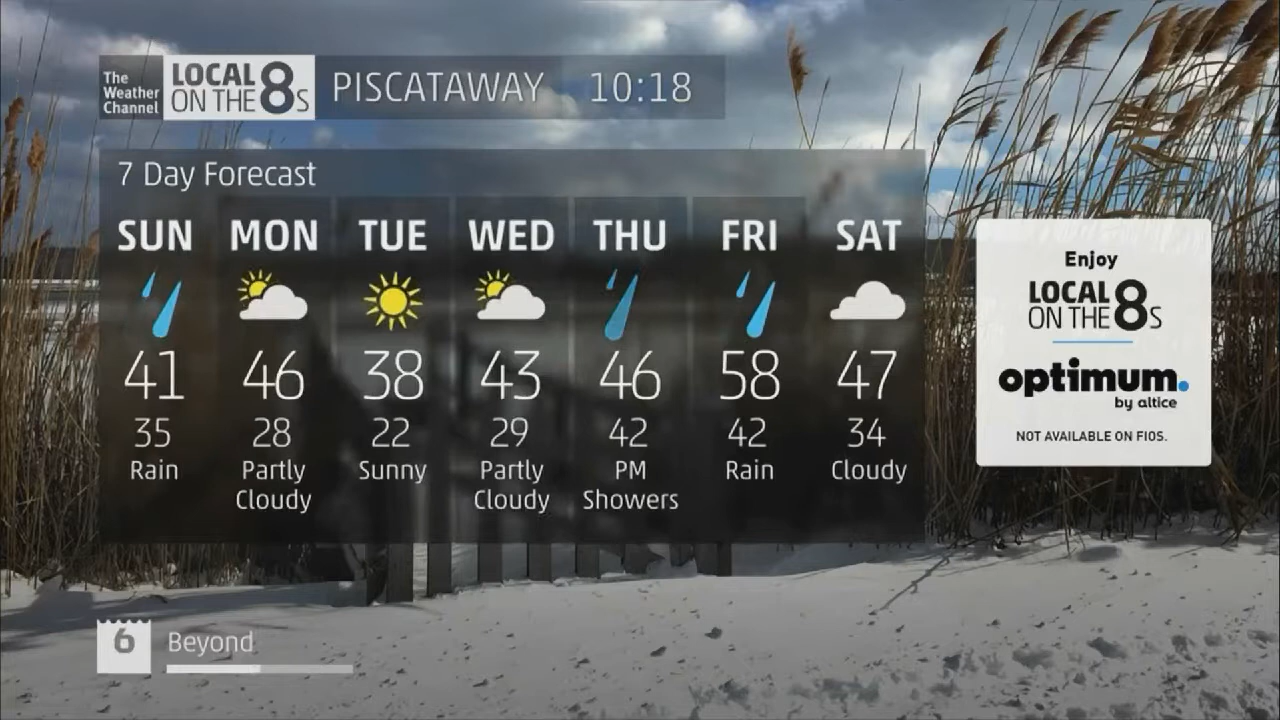 The Weather Channel
LOCAL ON THE 8s
PISCATAWAY 10:18
7 Day Forecast
SUN MON TUE WED THU FRI SAT
41 46 38 43 46 58 47
35 28 22 29 42 42 34
Rain Partly Cloudy Sunny Partly Cloudy PM Showers Rain Cloudy
Enjoy
LOCAL
ON THE 8s
optimum.
by altice
NOT AVAILABLE ON FIOS.
6 Beyond